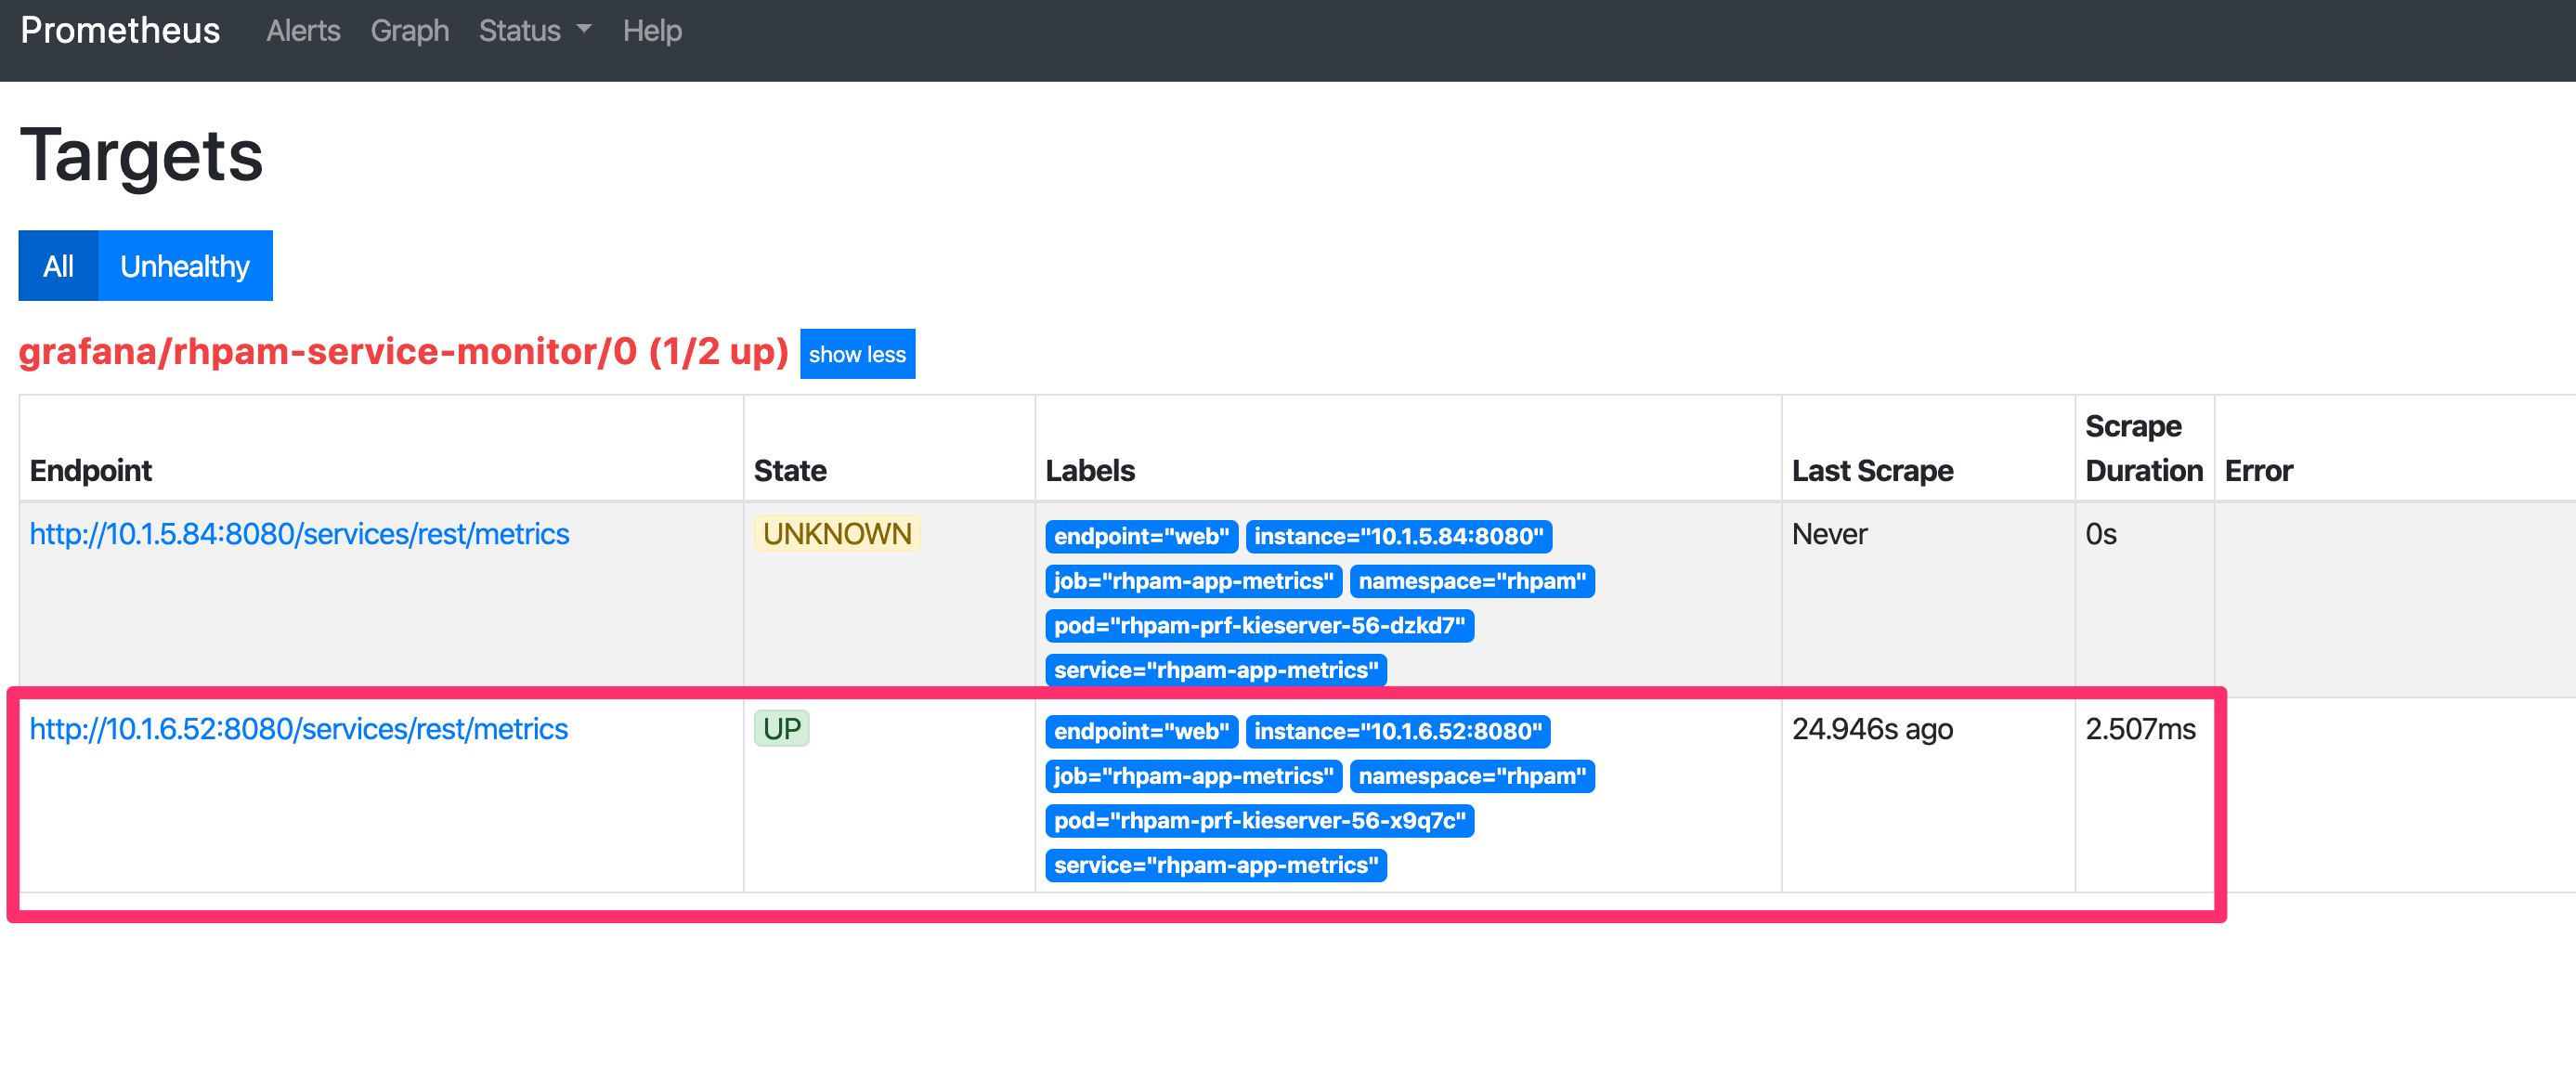 Prometheus Alerts Graph Status Help
Targets
All Unhealthy
grafana/rhpam-service-monitor/0 (1/2 up) show less
Endpoint State Labels Last Scrape Scrape Duration Error
http://10.1.5.84:8080/services/rest/metrics UNKNOWN endpoint="web" instance="10.1.5.84:8080" Never 0s
job="rhpam-app-metrics" namespace="rhpam"
pod="rhpam-prf-kieserver-56-dzkd7"
service="rhpam-app-metrics"
http://10.1.6.52:8080/services/rest/metrics UP endpoint="web" instance="10.1.6.52:8080" 24.946s ago 2.507ms
job="rhpam-app-metrics" namespace="rhpam"
pod="rhpam-prf-kieserver-56-x9q7c"
service="rhpam-app-metrics"